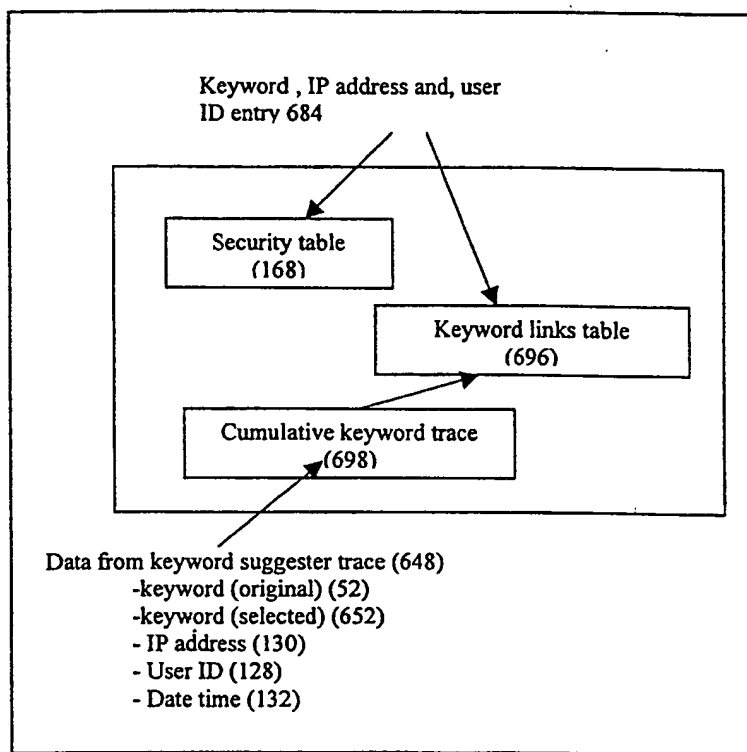 Keyword , IP address and, user
ID entry 684
Security table
(168)
Keyword links table
(696)
Cumulative keyword trace
(698)
Data from keyword suggester trace (648)
-keyword (original) (52)
-keyword (selected) (652)
- IP address (130)
- User ID (128)
- Date time (132)